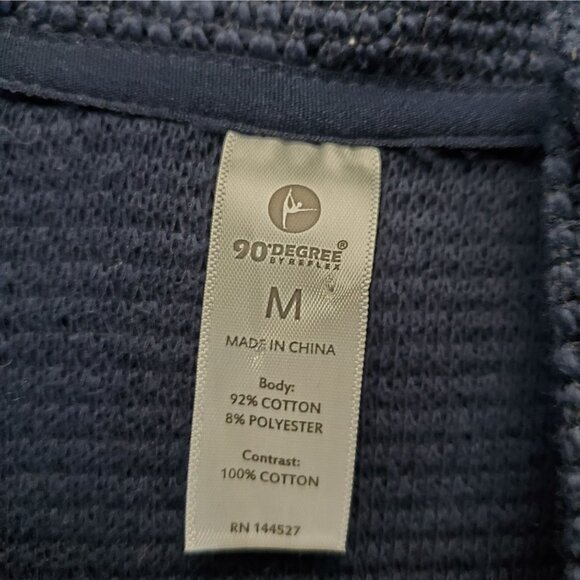 90°DEGREE®
BY REFLEX
M
MADE IN CHINA
Body:
92% COTTON
8% POLYESTER
Contrast:
100% COTTON
RN 144527